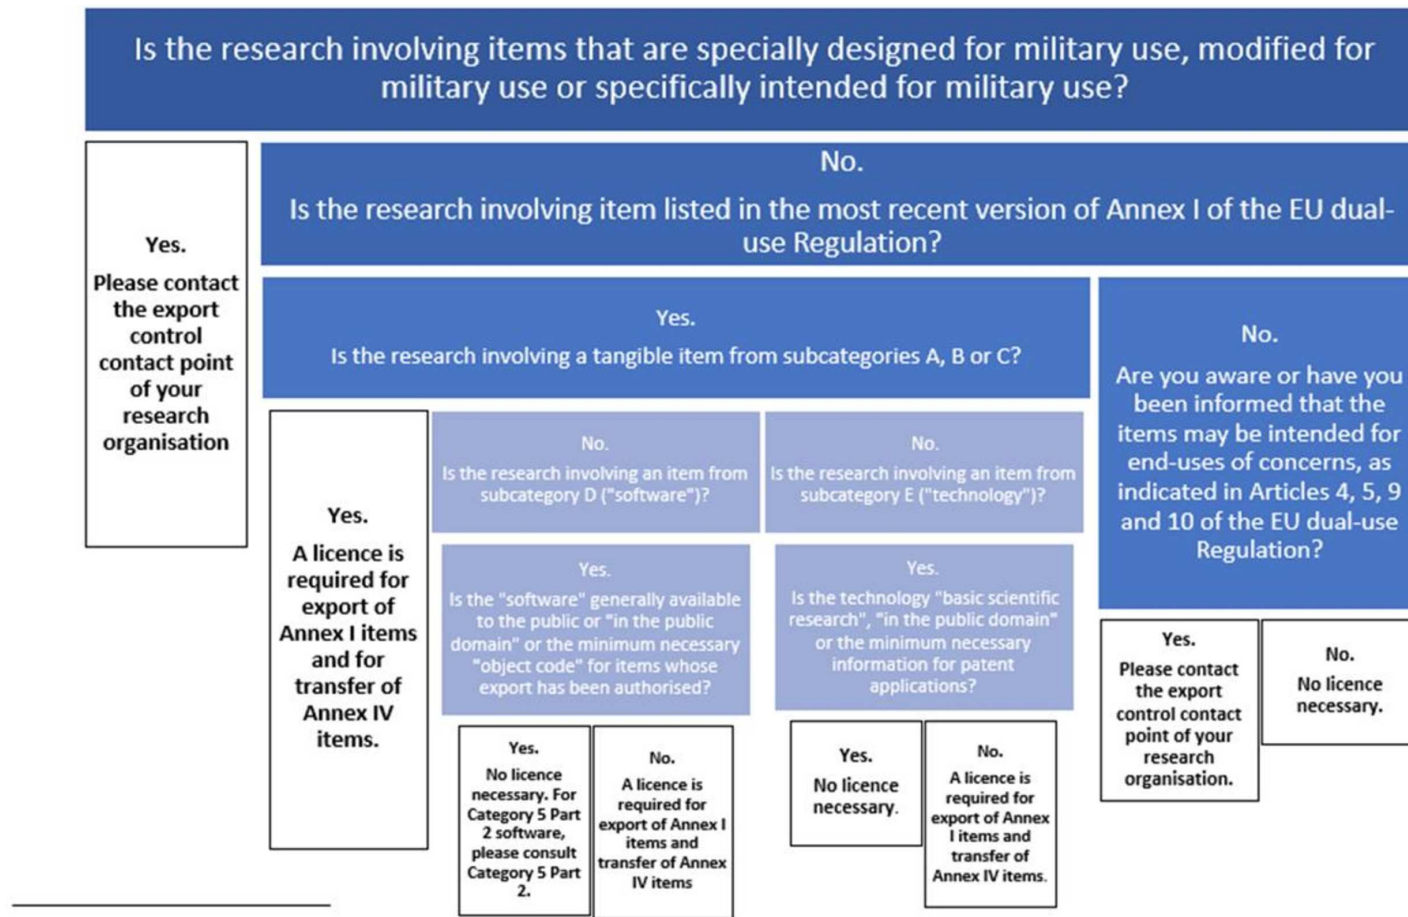 Is the research involving items that are specially designed for military use, modified for
military use or specifically intended for military use?
Yes.
Please contact
the export
control
contact point
of your
research
organisation
No.
Is the research involving item listed in the most recent version of Annex I of the EU dual-
use Regulation?
Yes.
Is the research involving a tangible item from subcategories A, B or C?
Yes.
A licence is
required for
export of
Annex I items
and for
transfer of
Annex IV
items.
No.
Is the research involving an item from
subcategory D ("software")?
Yes.
Is the "software" generally available
to the public or "in the public
domain" or the minimum necessary
"object code" for items whose
export has been authorised?
Yes.
No licence
necessary. For
Category 5 Part
2 software,
please consult
Category 5 Part
2.
No.
A licence is
required for
export of Annex I
items and
transfer of Annex
IV items
No.
Is the research involving an item from
subcategory E ("technology")?
Yes.
Is the technology "basic scientific
research", "in the public domain"
or the minimum necessary
information for patent
applications?
Yes.
No licence
necessary.
No.
A licence is
required for
export of Annex
I items and
transfer of
Annex IV items.
No.
Are you aware or have you
been informed that the
items may be intended for
end-uses of concerns, as
indicated in Articles 4, 5, 9
and 10 of the EU dual-use
Regulation?
Yes.
Please contact
the export
control contact
point of your
research
organisation.
No.
No licence
necessary.